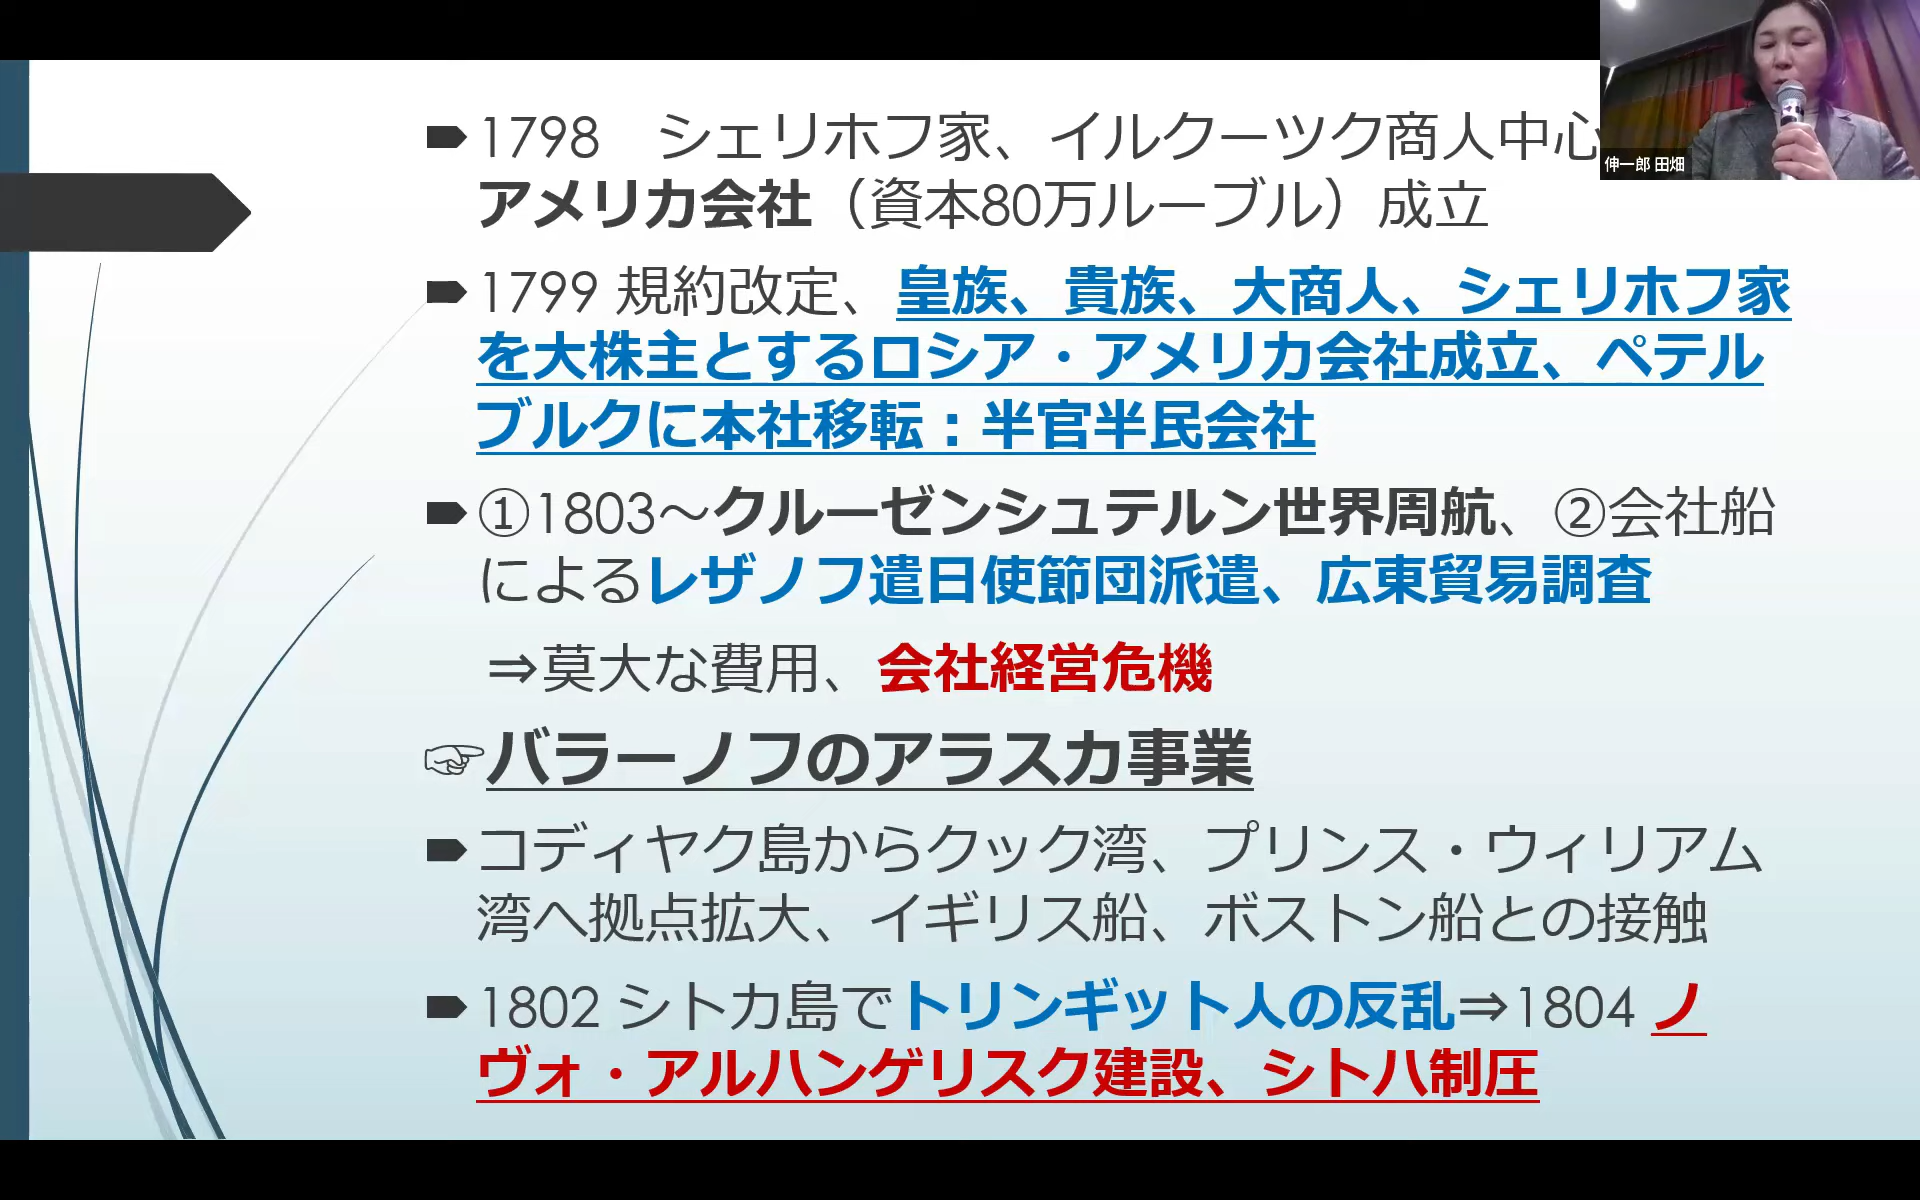 1798　シェリホフ家、イルクーツク商人中心
アメリカ会社（資本80万ルーブル）成立
1799 規約改定、皇族、貴族、大商人、シェリホフ家
を大株主とするロシア・アメリカ会社成立、ペテル
ブルクに本社移転：半官半民会社
①1803～クルーゼンシュテルン世界周航、②会社船
によるレザノフ遣日使節団派遣、広東貿易調査
⇒莫大な費用、会社経営危機
☞バラーノフのアラスカ事業
コディヤク島からクック湾、プリンス・ウィリアム
湾へ拠点拡大、イギリス船、ボストン船との接触
1802 シトカ島でトリンギット人の反乱⇒1804 ノ
ヴォ・アルハンゲリスク建設、シトハ制圧
伸一郎 田畑